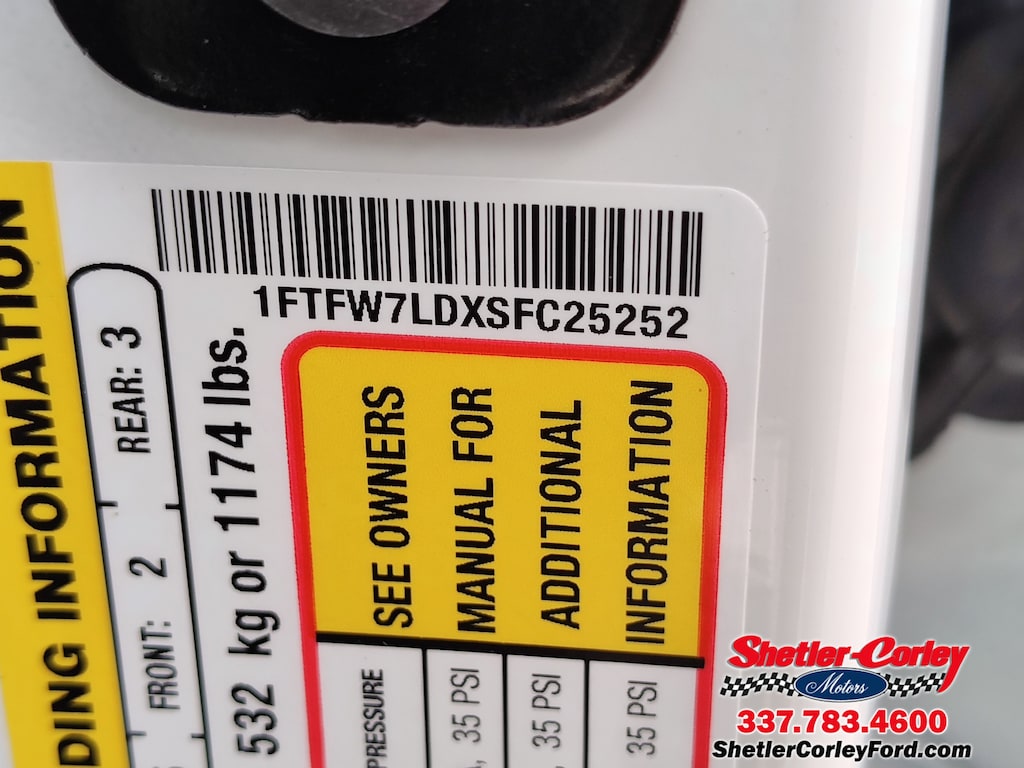 1FTFW7LDXSFC25252
DING INFORMATION
FRONT: 2 REAR: 3
532 kg or 1174 lbs.
SEE OWNERS
MANUAL FOR
ADDITIONAL
INFORMATION
PRESSURE
35 PSI
35 PSI
35 PSI
Shetler-Corley
Motors
337.783.4600
ShetlerCorleyFord.com